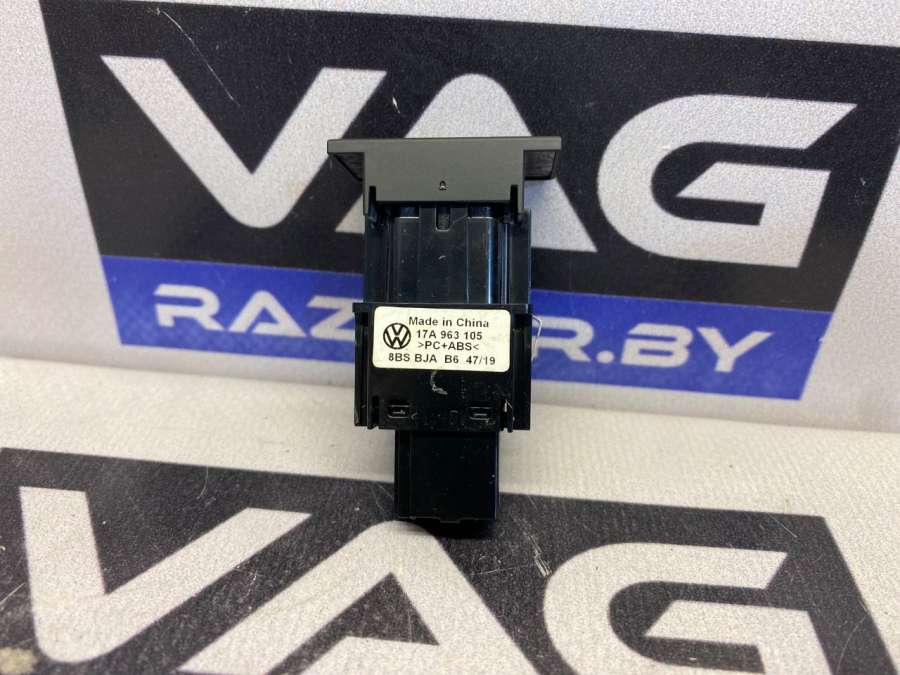 VAG
RAZ R.BY
Made in China
17A 963 105
>PC+ABS<
8BS BJA B6 47/19
VAG